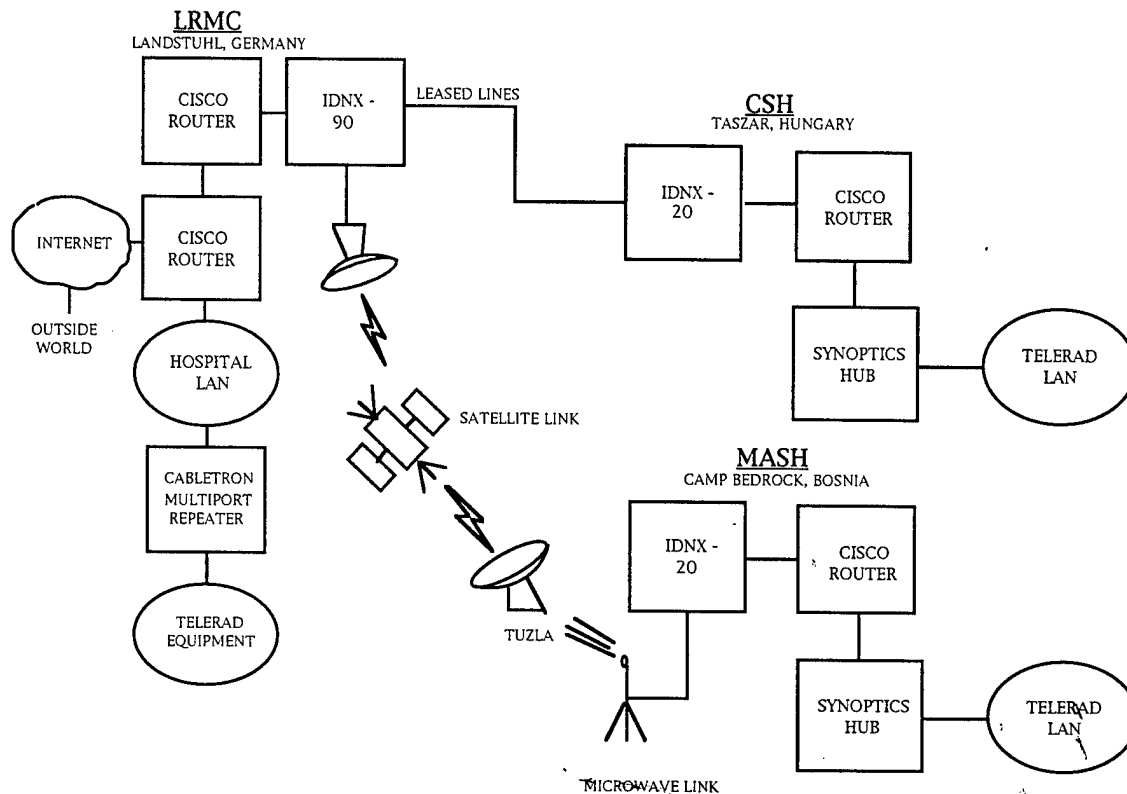 LRMC
LANDSTUHL, GERMANY
CISCO
ROUTER
IDNX -
90
LEASED LINES
CSH
TASZAR, HUNGARY
IDNX -
20
CISCO
ROUTER
INTERNET
CISCO
ROUTER
OUTSIDE
WORLD
HOSPITAL
LAN
SYNOPTICS
HUB
TELERAD
LAN
SATELLITE LINK
CABLETRON
MULTIPORT
REPEATER
MASH
CAMP BEDROCK, BOSNIA
IDNX -
20
CISCO
ROUTER
TELERAD
EQUIPMENT
TUZLA
SYNOPTICS
HUB
TELERAD
LAN
MICROWAVE LINK